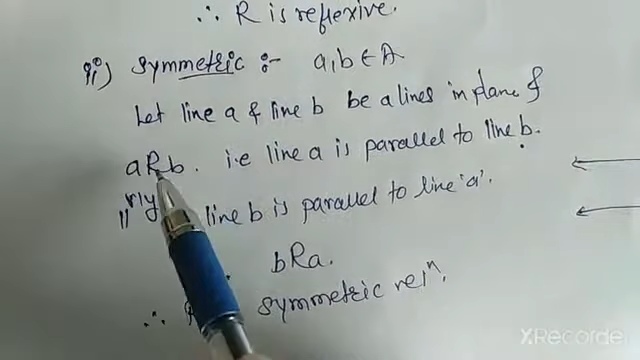 ∴ R is reflexive.
ii) symmetric :- a, b ∈ A
Let line a & line b be a lines in plane &
aRb. i.e line a is parallel to line b.
||rly line b is parallel to line 'a'.
bRa.
∴ symmetric relⁿ.
XRecorder